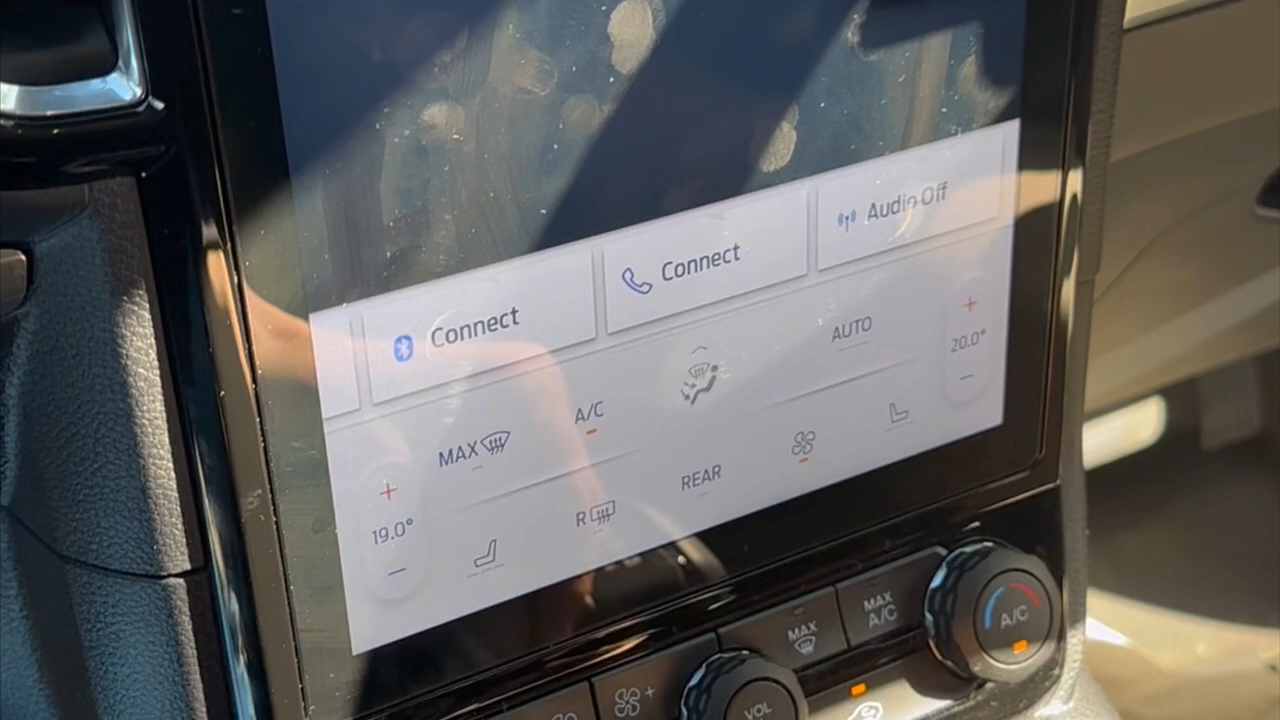 Connect
Connect
Audio Off
MAX
A/C
AUTO
20.0°
19.0°
R
REAR
MAX
MAX
A/C
A/C
VOL